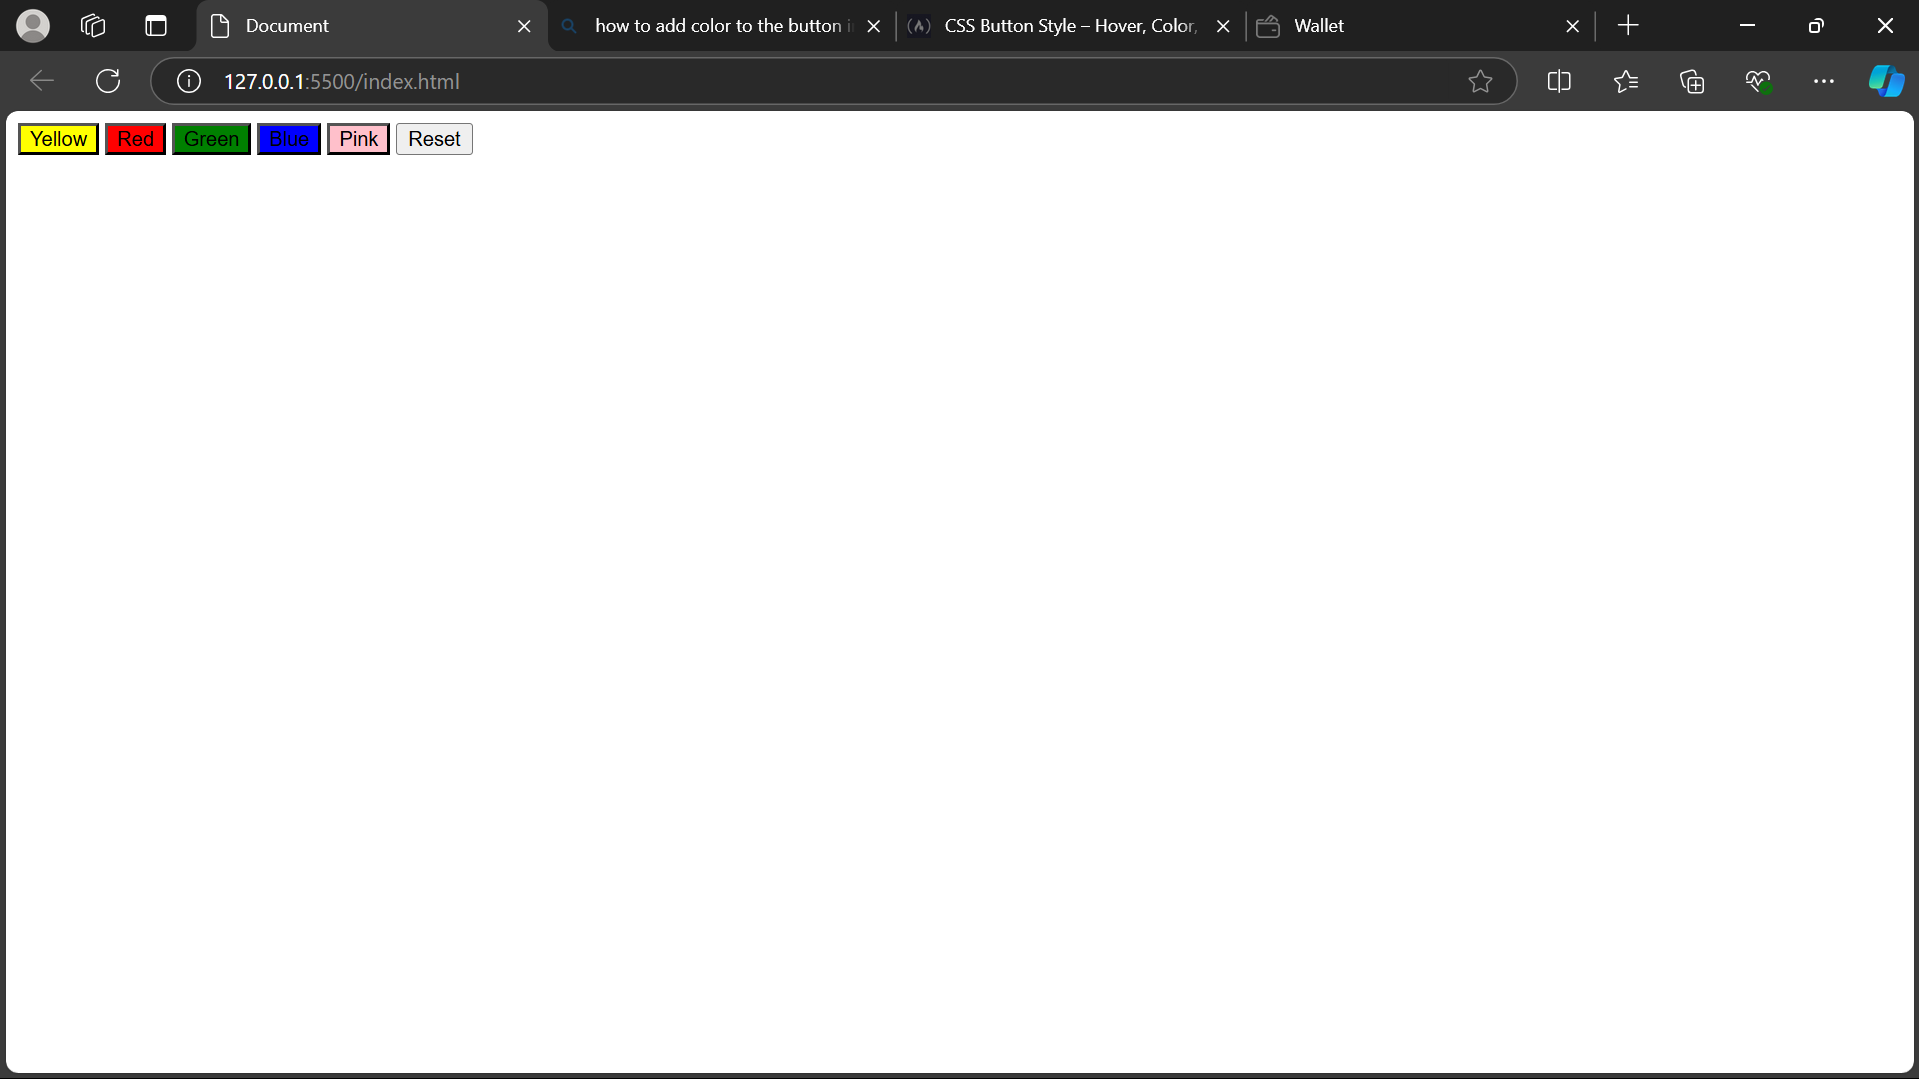 Document
how to add color to the button i
CSS Button Style – Hover, Color,
Wallet
127.0.0.1:5500/index.html
Yellow Red Green Blue Pink Reset